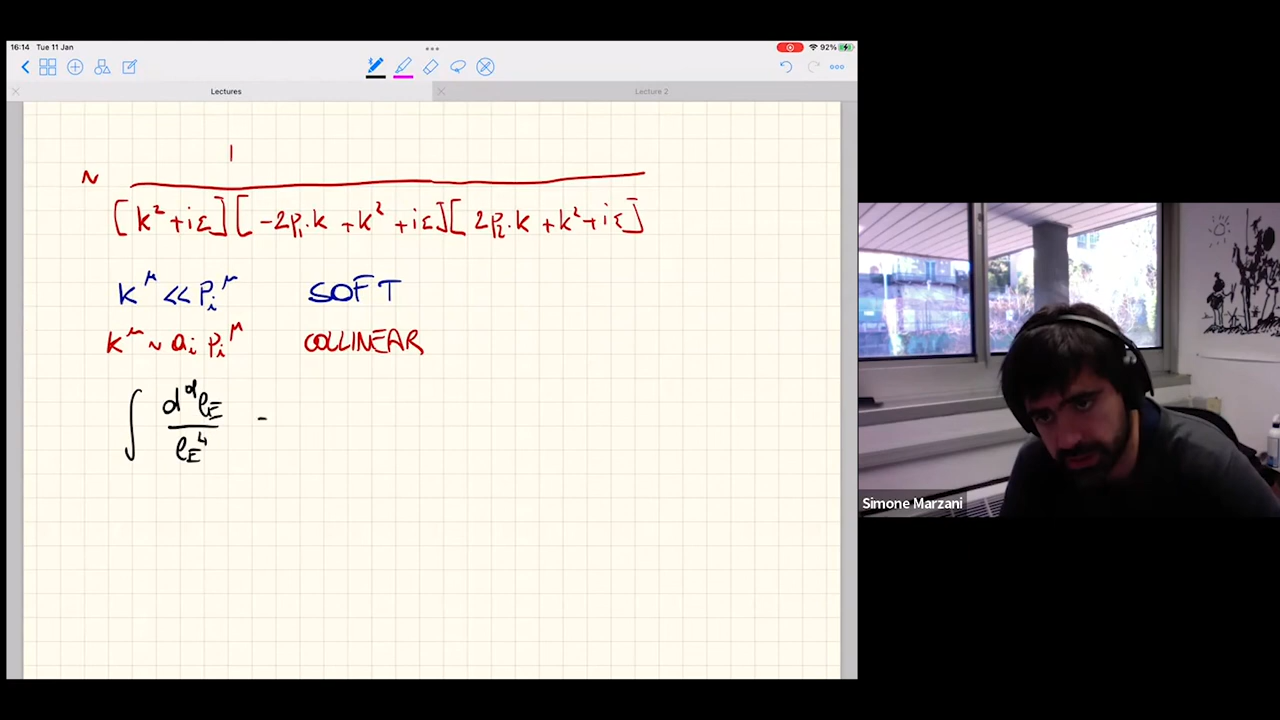 16:14 Tue 11 Jan
92%
Lectures
Lecture 2
~ 1 / [k² + iε][-2p₁·k + k² + iε][2p₂·k + k² + iε]
k^μ << p_i^μ SOFT
k^μ ~ a_i p_i^μ COLLINEAR
∫ d^d ℓ_E / ℓ_E^4 -
Simone Marzani